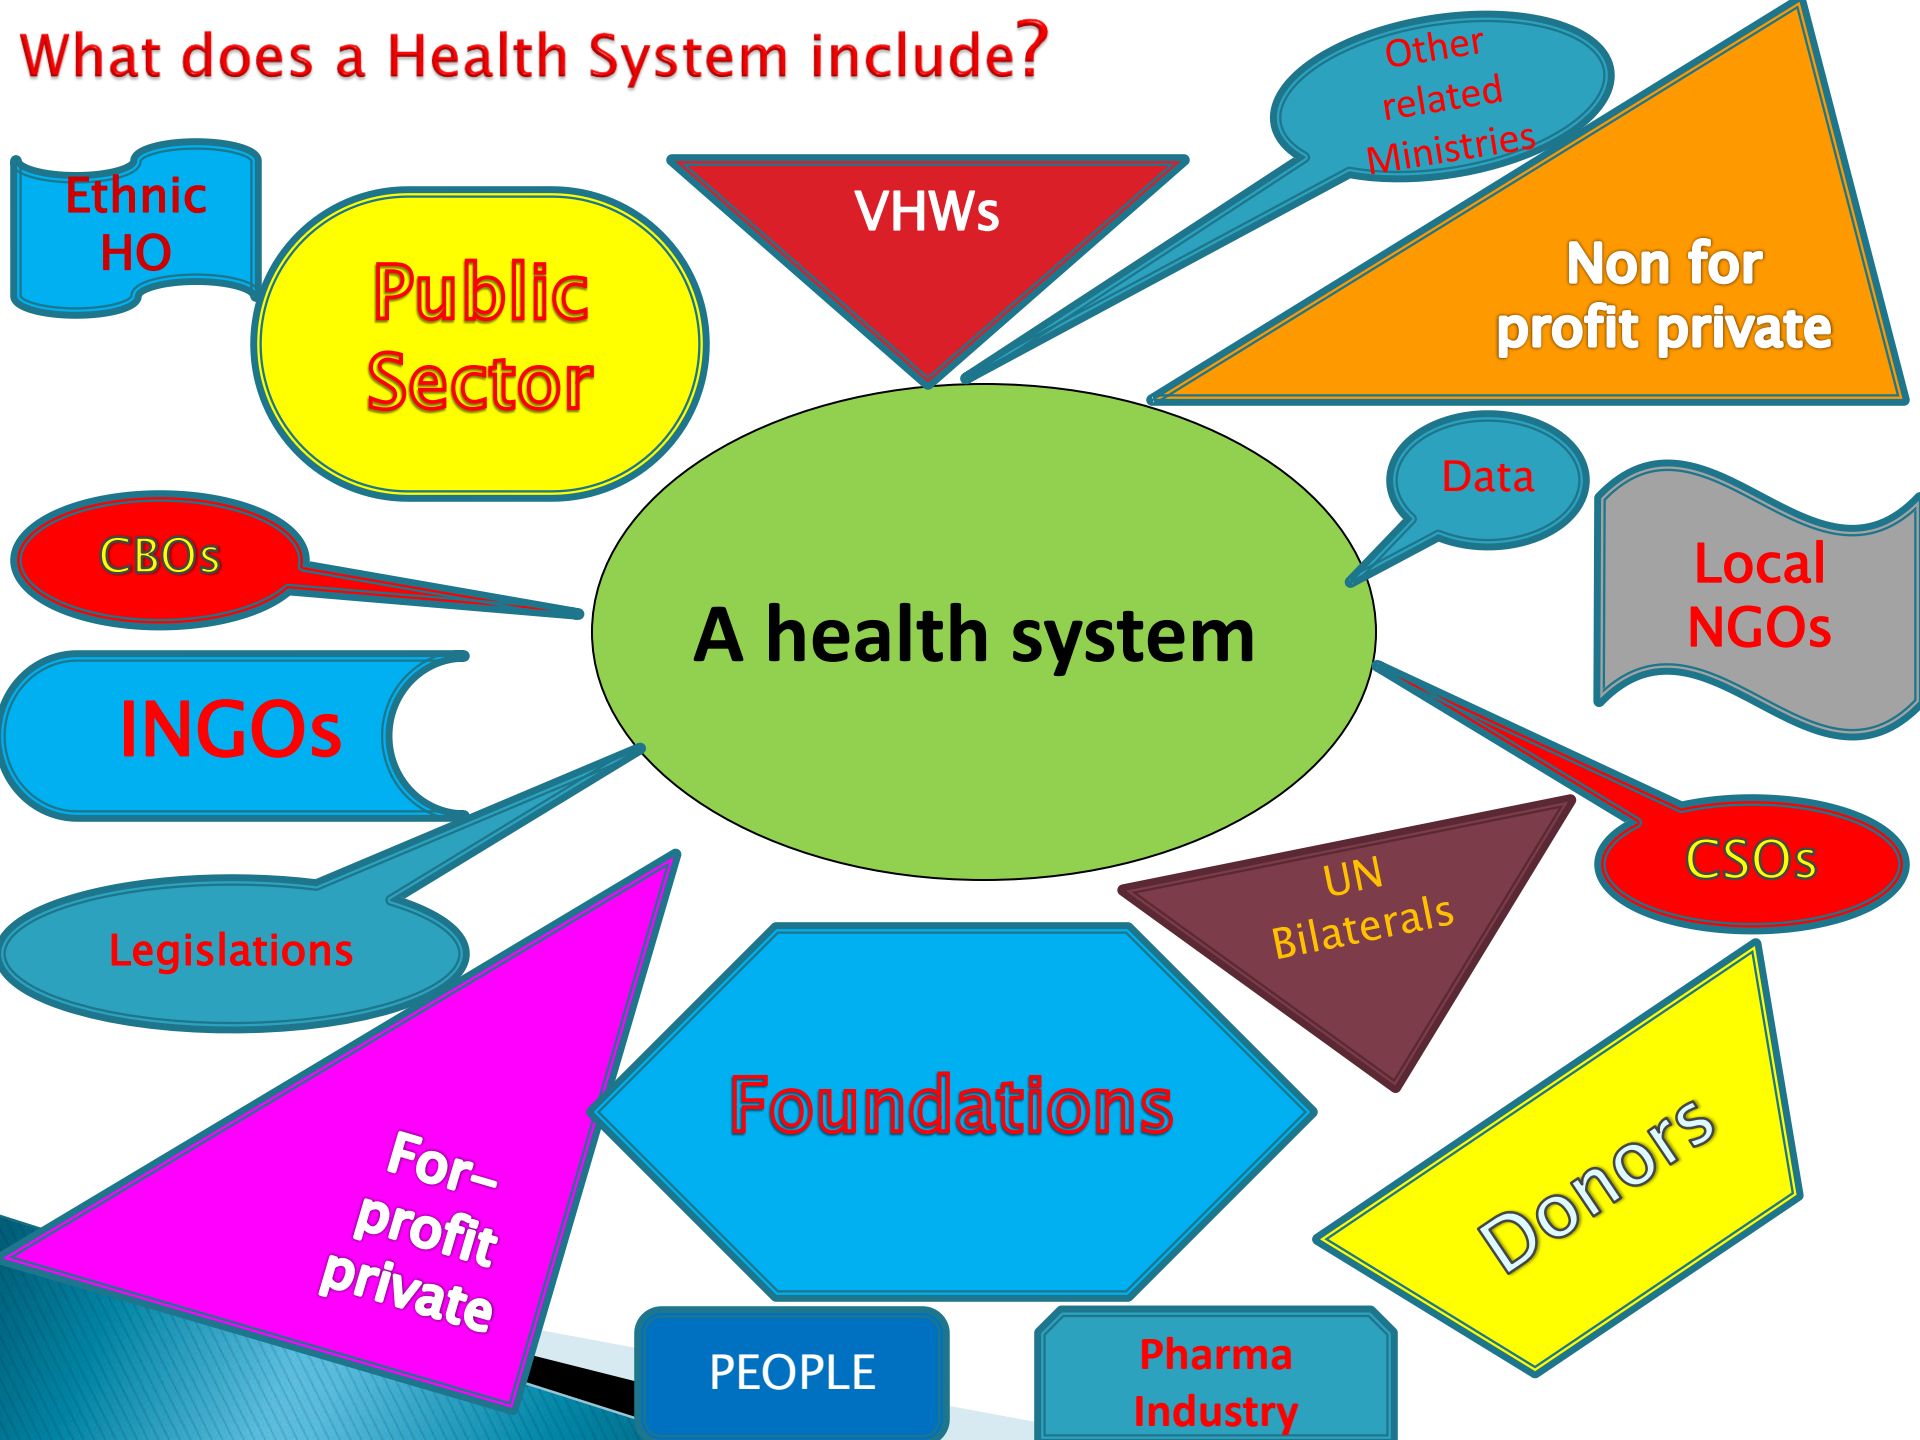 What does a Health System include?
Other
related
Ministries
Ethnic
HO
VHWs
Public
Sector
Non for
profit private
Data
CBOs
Local
NGOs
A health system
INGOs
CSOs
UN
Bilaterals
Legislations
Foundations
Donors
For-
profit
private
PEOPLE
Pharma
Industry